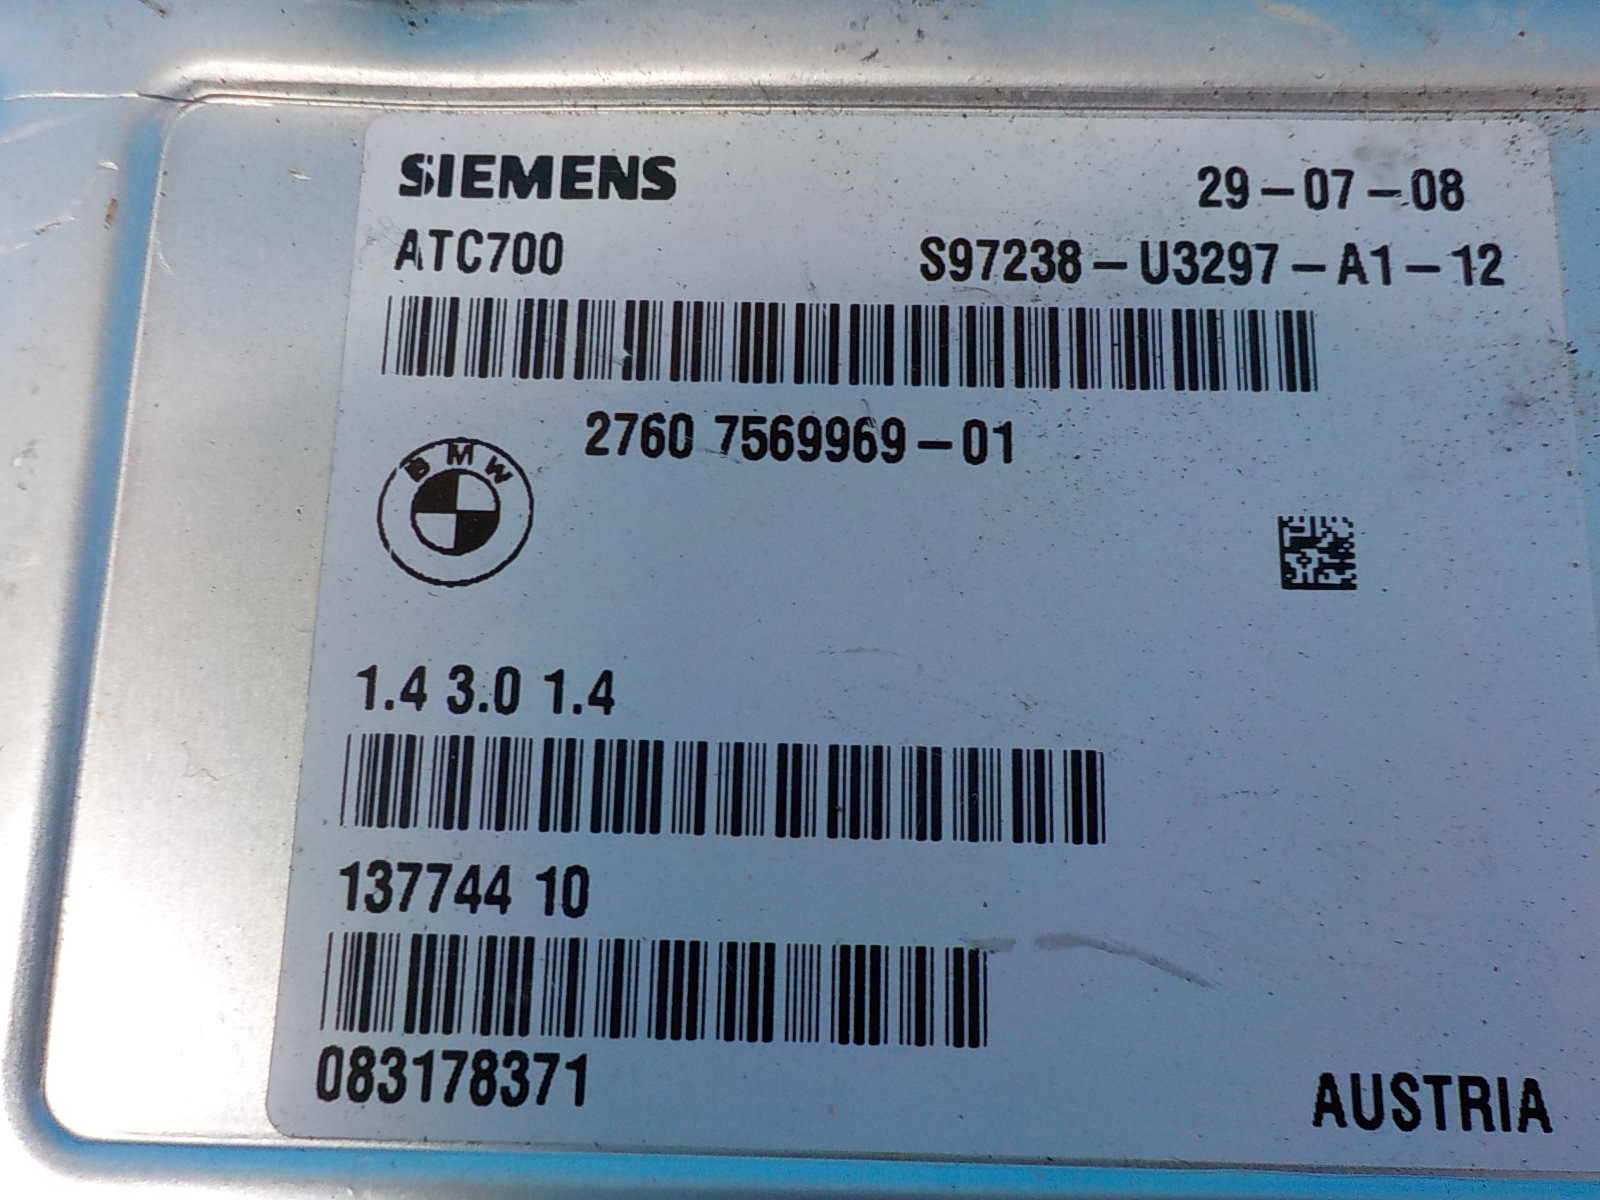 SIEMENS
29-07-08
ATC700
S97238-U3297-A1-12
2760 7569969-01
BMW
1.4 3.0 1.4
137744 10
083178371
AUSTRIA